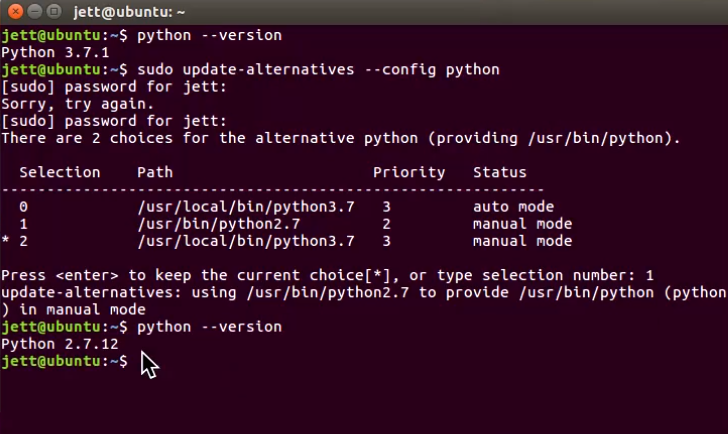 jett@ubuntu: ~
jett@ubuntu:~$ python --version
Python 3.7.1
jett@ubuntu:~$ sudo update-alternatives --config python
[sudo] password for jett:
Sorry, try again.
[sudo] password for jett:
There are 2 choices for the alternative python (providing /usr/bin/python).
Selection Path Priority Status
------------------------------------------------------------
0 /usr/local/bin/python3.7 3 auto mode
1 /usr/bin/python2.7 2 manual mode
* 2 /usr/local/bin/python3.7 3 manual mode
Press <enter> to keep the current choice[*], or type selection number: 1
update-alternatives: using /usr/bin/python2.7 to provide /usr/bin/python (python
) in manual mode
jett@ubuntu:~$ python --version
Python 2.7.12
jett@ubuntu:~$